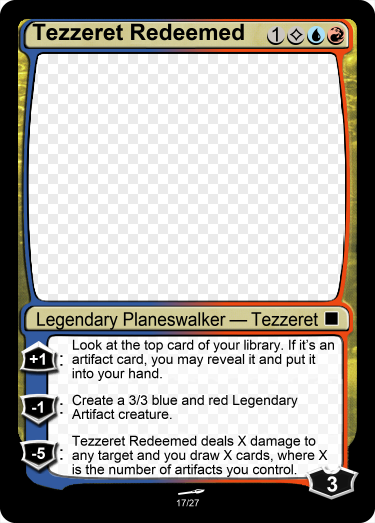 Tezzeret Redeemed 1
Legendary Planeswalker — Tezzeret
+1 : Look at the top card of your library. If it's an
artifact card, you may reveal it and put it
into your hand.
-1 : Create a 3/3 blue and red Legendary
Artifact creature.
-5 : Tezzeret Redeemed deals X damage to
any target and you draw X cards, where X
is the number of artifacts you control.
3
17/27